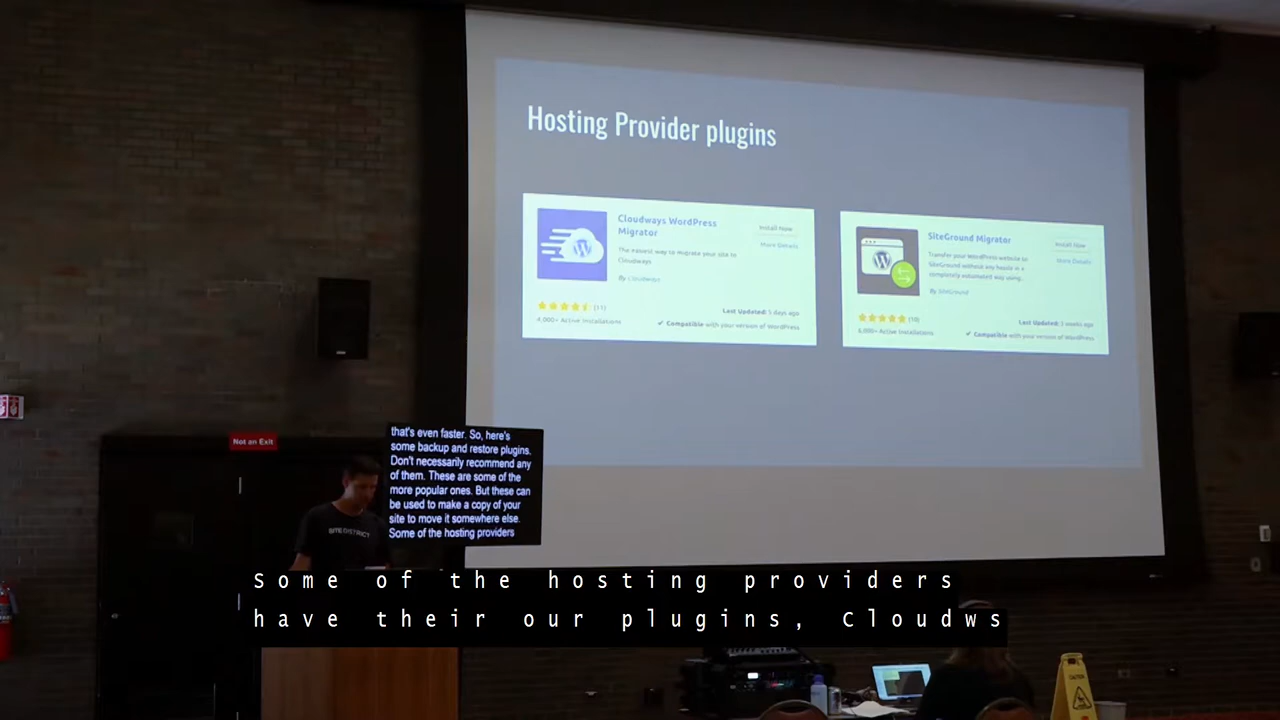 Hosting Provider plugins
Cloudways WordPress
Migrator
Install Now
More Details
The easiest way to migrate your site to
Cloudways
By Cloudways
(11)
4,000+ Active Installations
Last Updated: 5 days ago
✔ Compatible with your version of WordPress
SiteGround Migrator
Install Now
More Details
Transfer your WordPress website to
SiteGround without any hassle in a
completely automated way using...
By SiteGround
(10)
Last Updated: 3 weeks ago
Active Installations
✔ Compatible with your version of WordPress
Not an Exit
that's even faster. So, here's
some backup and restore plugins.
Don't necessarily recommend any
of them. These are some of the
more popular ones. But these can
be used to make a copy of your
site to move it somewhere else.
Some of the hosting providers
SITE DISTRICT
Some of the hosting providers
have their our plugins, Cloudws
CAUTION